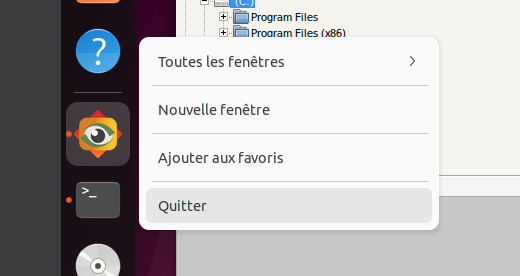 (C:)
Program Files
Program Files (x86)
?
Toutes les fenêtres
Nouvelle fenêtre
Ajouter aux favoris
>_
Quitter